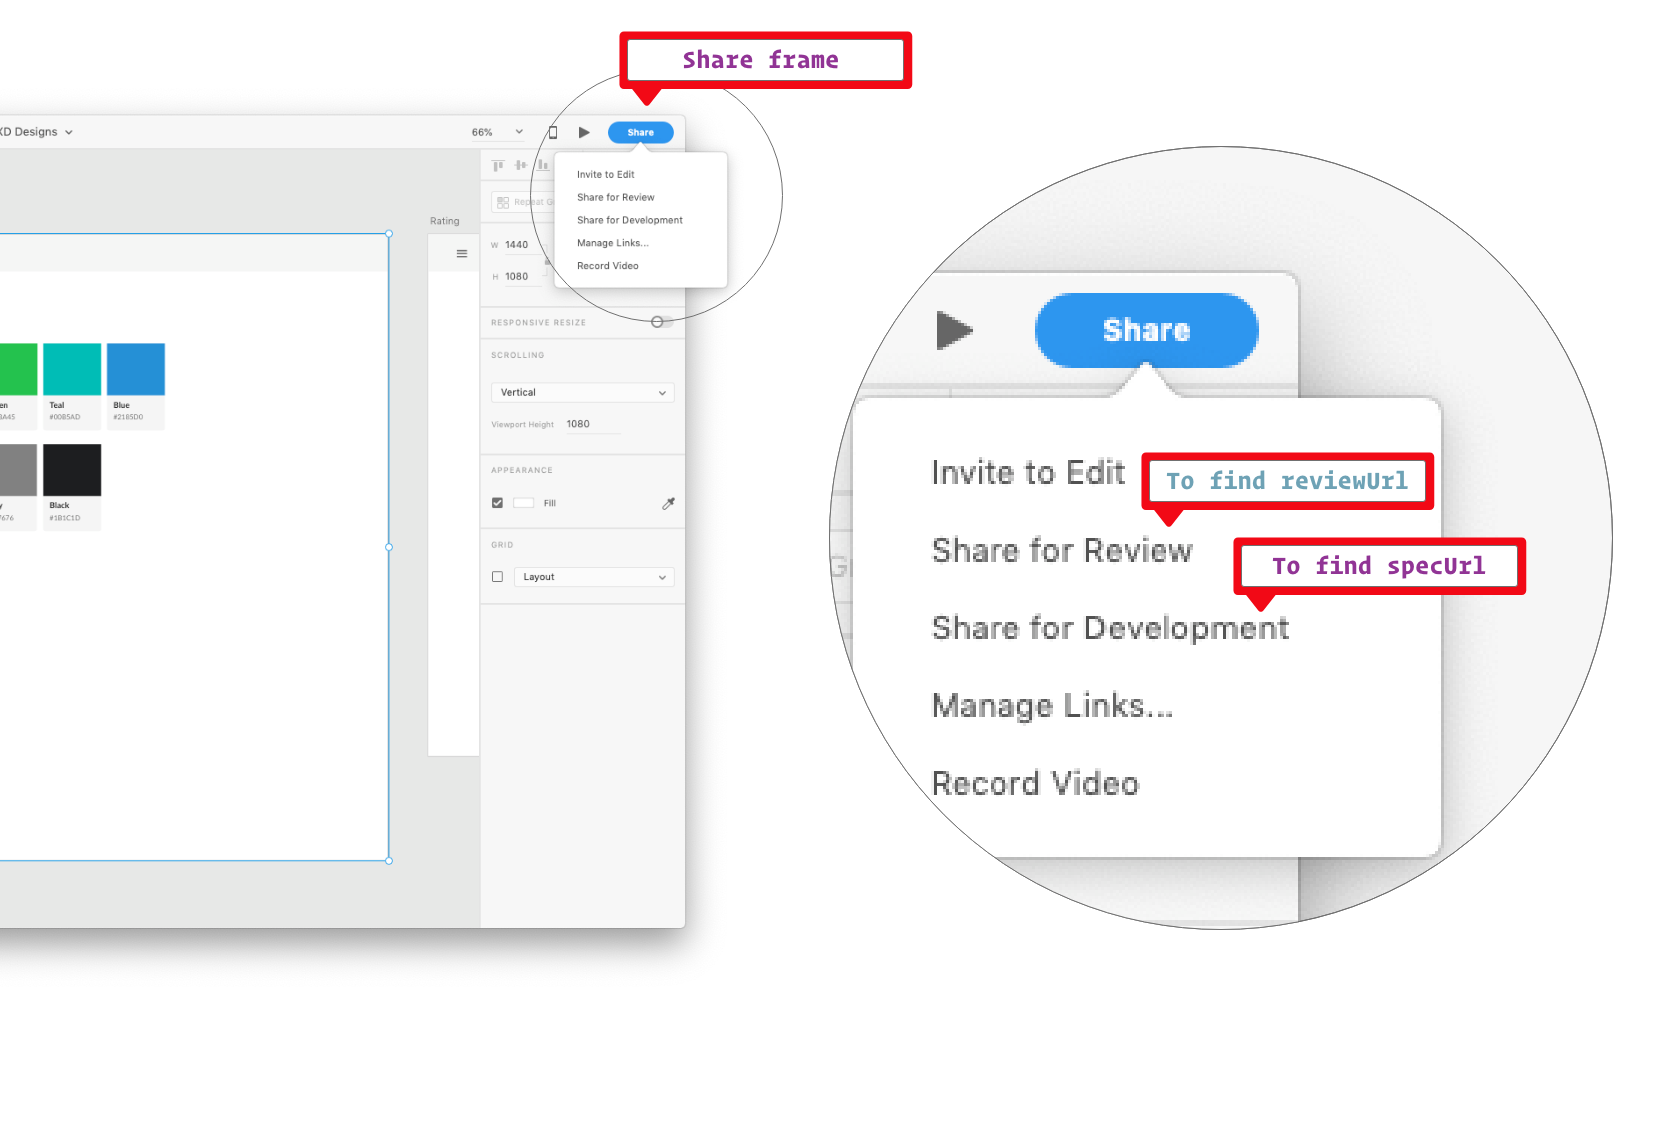 Share frame
XD Designs
66%
Share
Invite to Edit
Share for Review
Share for Development
Manage Links...
Record Video
Repeat G
Rating
W 1440
H 1080
RESPONSIVE RESIZE
SCROLLING
Vertical
Viewport Height 1080
APPEARANCE
Fill
GRID
Layout
en
Teal
Blue
BA45
#00B5AD
#2185D0
y
Black
7676
#1B1C1D
Share
Invite to Edit
To find reviewUrl
Share for Review
To find specUrl
Share for Development
Manage Links...
Record Video